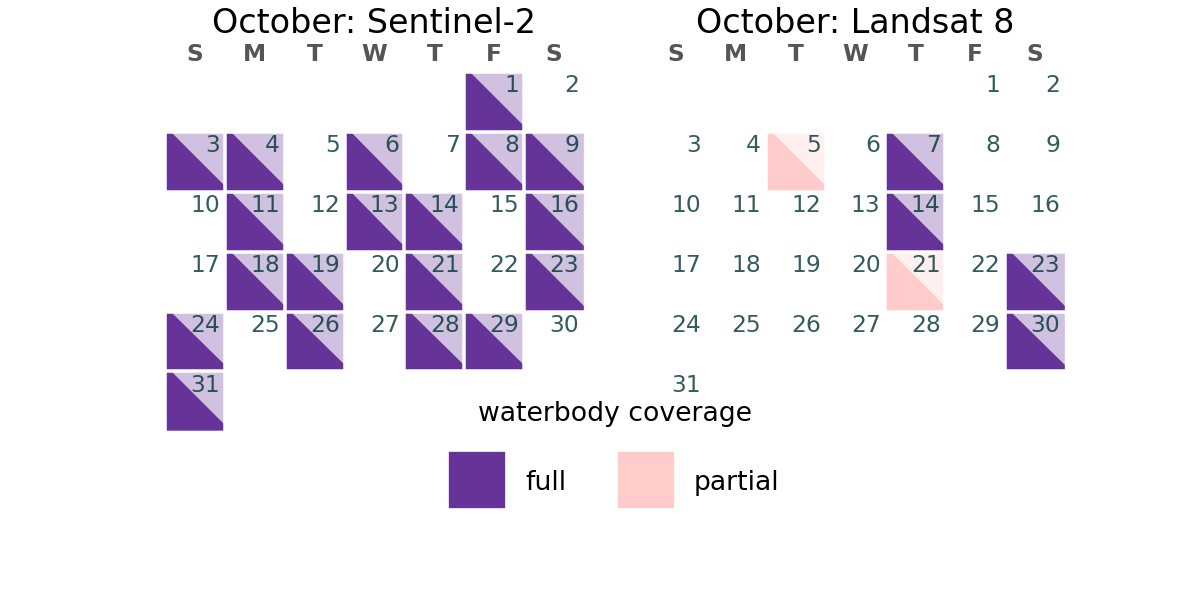 October: Sentinel-2
S M T W T F S
1 2
3 4 5 6 7 8 9
10 11 12 13 14 15 16
17 18 19 20 21 22 23
24 25 26 27 28 29 30
31
October: Landsat 8
S M T W T F S
1 2
3 4 5 6 7 8 9
10 11 12 13 14 15 16
17 18 19 20 21 22 23
24 25 26 27 28 29 30
31
waterbody coverage
full partial